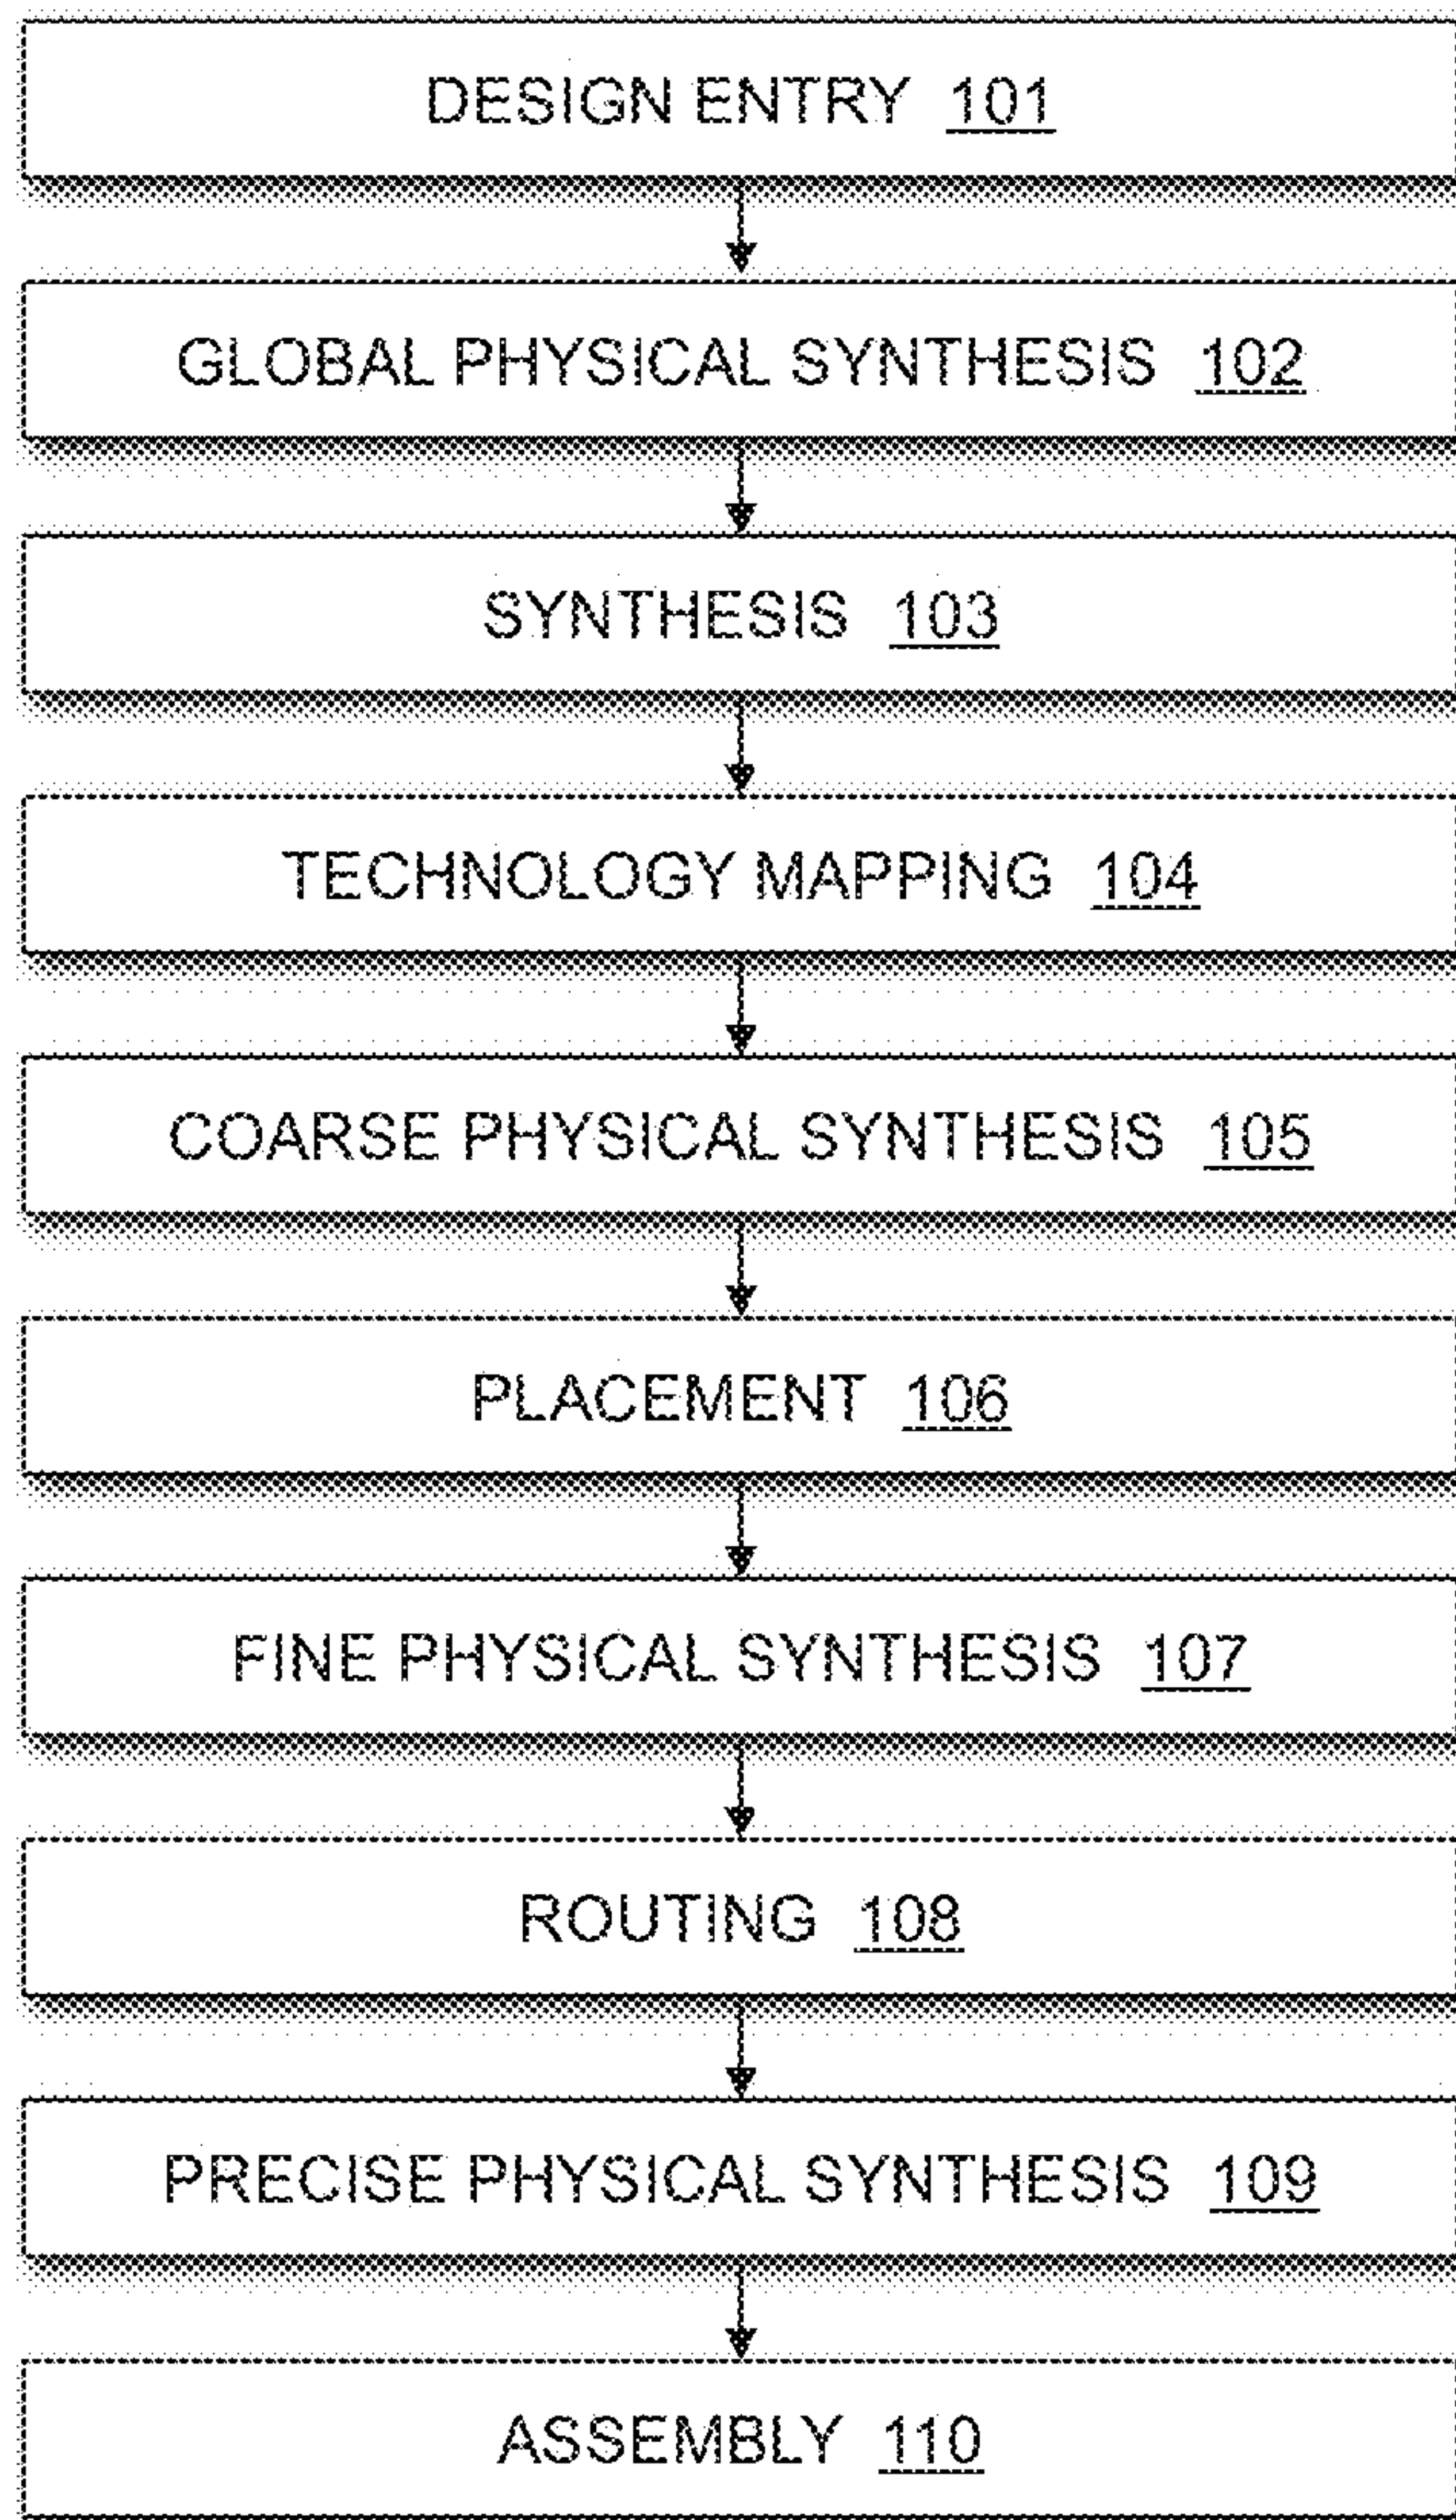 DESIGN ENTRY 101
GLOBAL PHYSICAL SYNTHESIS 102
SYNTHESIS 103
TECHNOLOGY MAPPING 104
COARSE PHYSICAL SYNTHESIS 105
PLACEMENT 106
FINE PHYSICAL SYNTHESIS 107
ROUTING 108
PRECISE PHYSICAL SYNTHESIS 109
ASSEMBLY 110